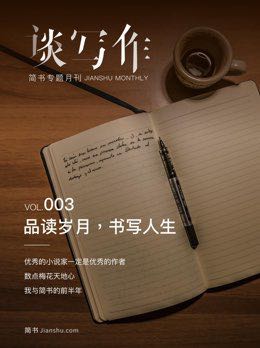 谈写作
简书专题月刊 JIANSHU MONTHLY
VOL.003
品读岁月，书写人生
优秀的小说家一定是优秀的作者
数点梅花天地心
我与简书的前半年
简书 Jianshu.com